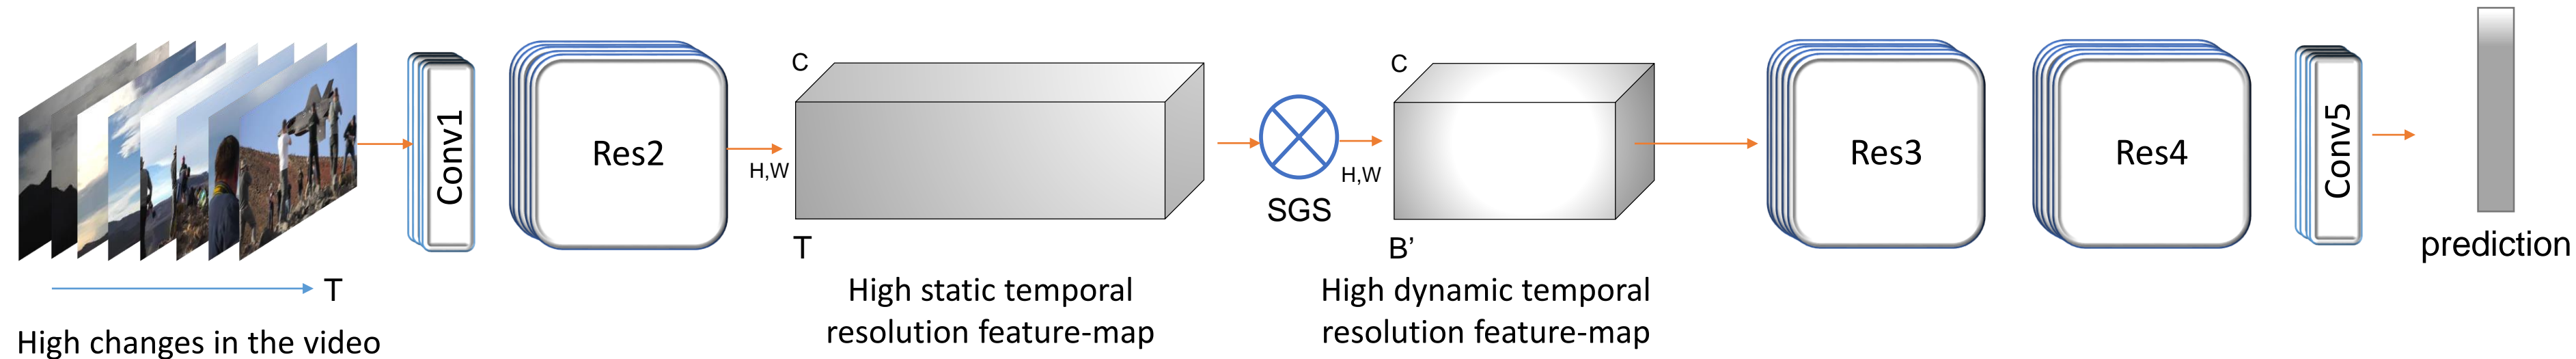 T
High changes in the video
Conv1
Res2
H,W
C
T
High static temporal
resolution feature-map
SGS
H,W
C
B’
High dynamic temporal
resolution feature-map
Res3
Res4
Conv5
prediction